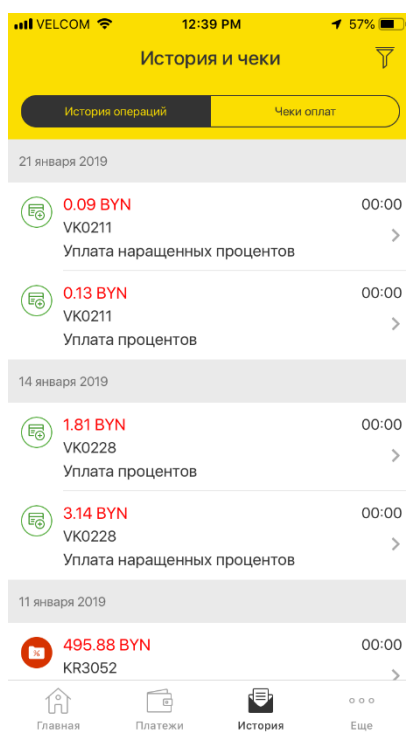 VELCOM 12:39 PM 57%
История и чеки
История операций Чеки оплат
21 января 2019
0.09 BYN 00:00
VK0211
Уплата наращенных процентов
0.13 BYN 00:00
VK0211
Уплата процентов
14 января 2019
1.81 BYN 00:00
VK0228
Уплата процентов
3.14 BYN 00:00
VK0228
Уплата наращенных процентов
11 января 2019
495.88 BYN 00:00
KR3052
Главная Платежи История Еще